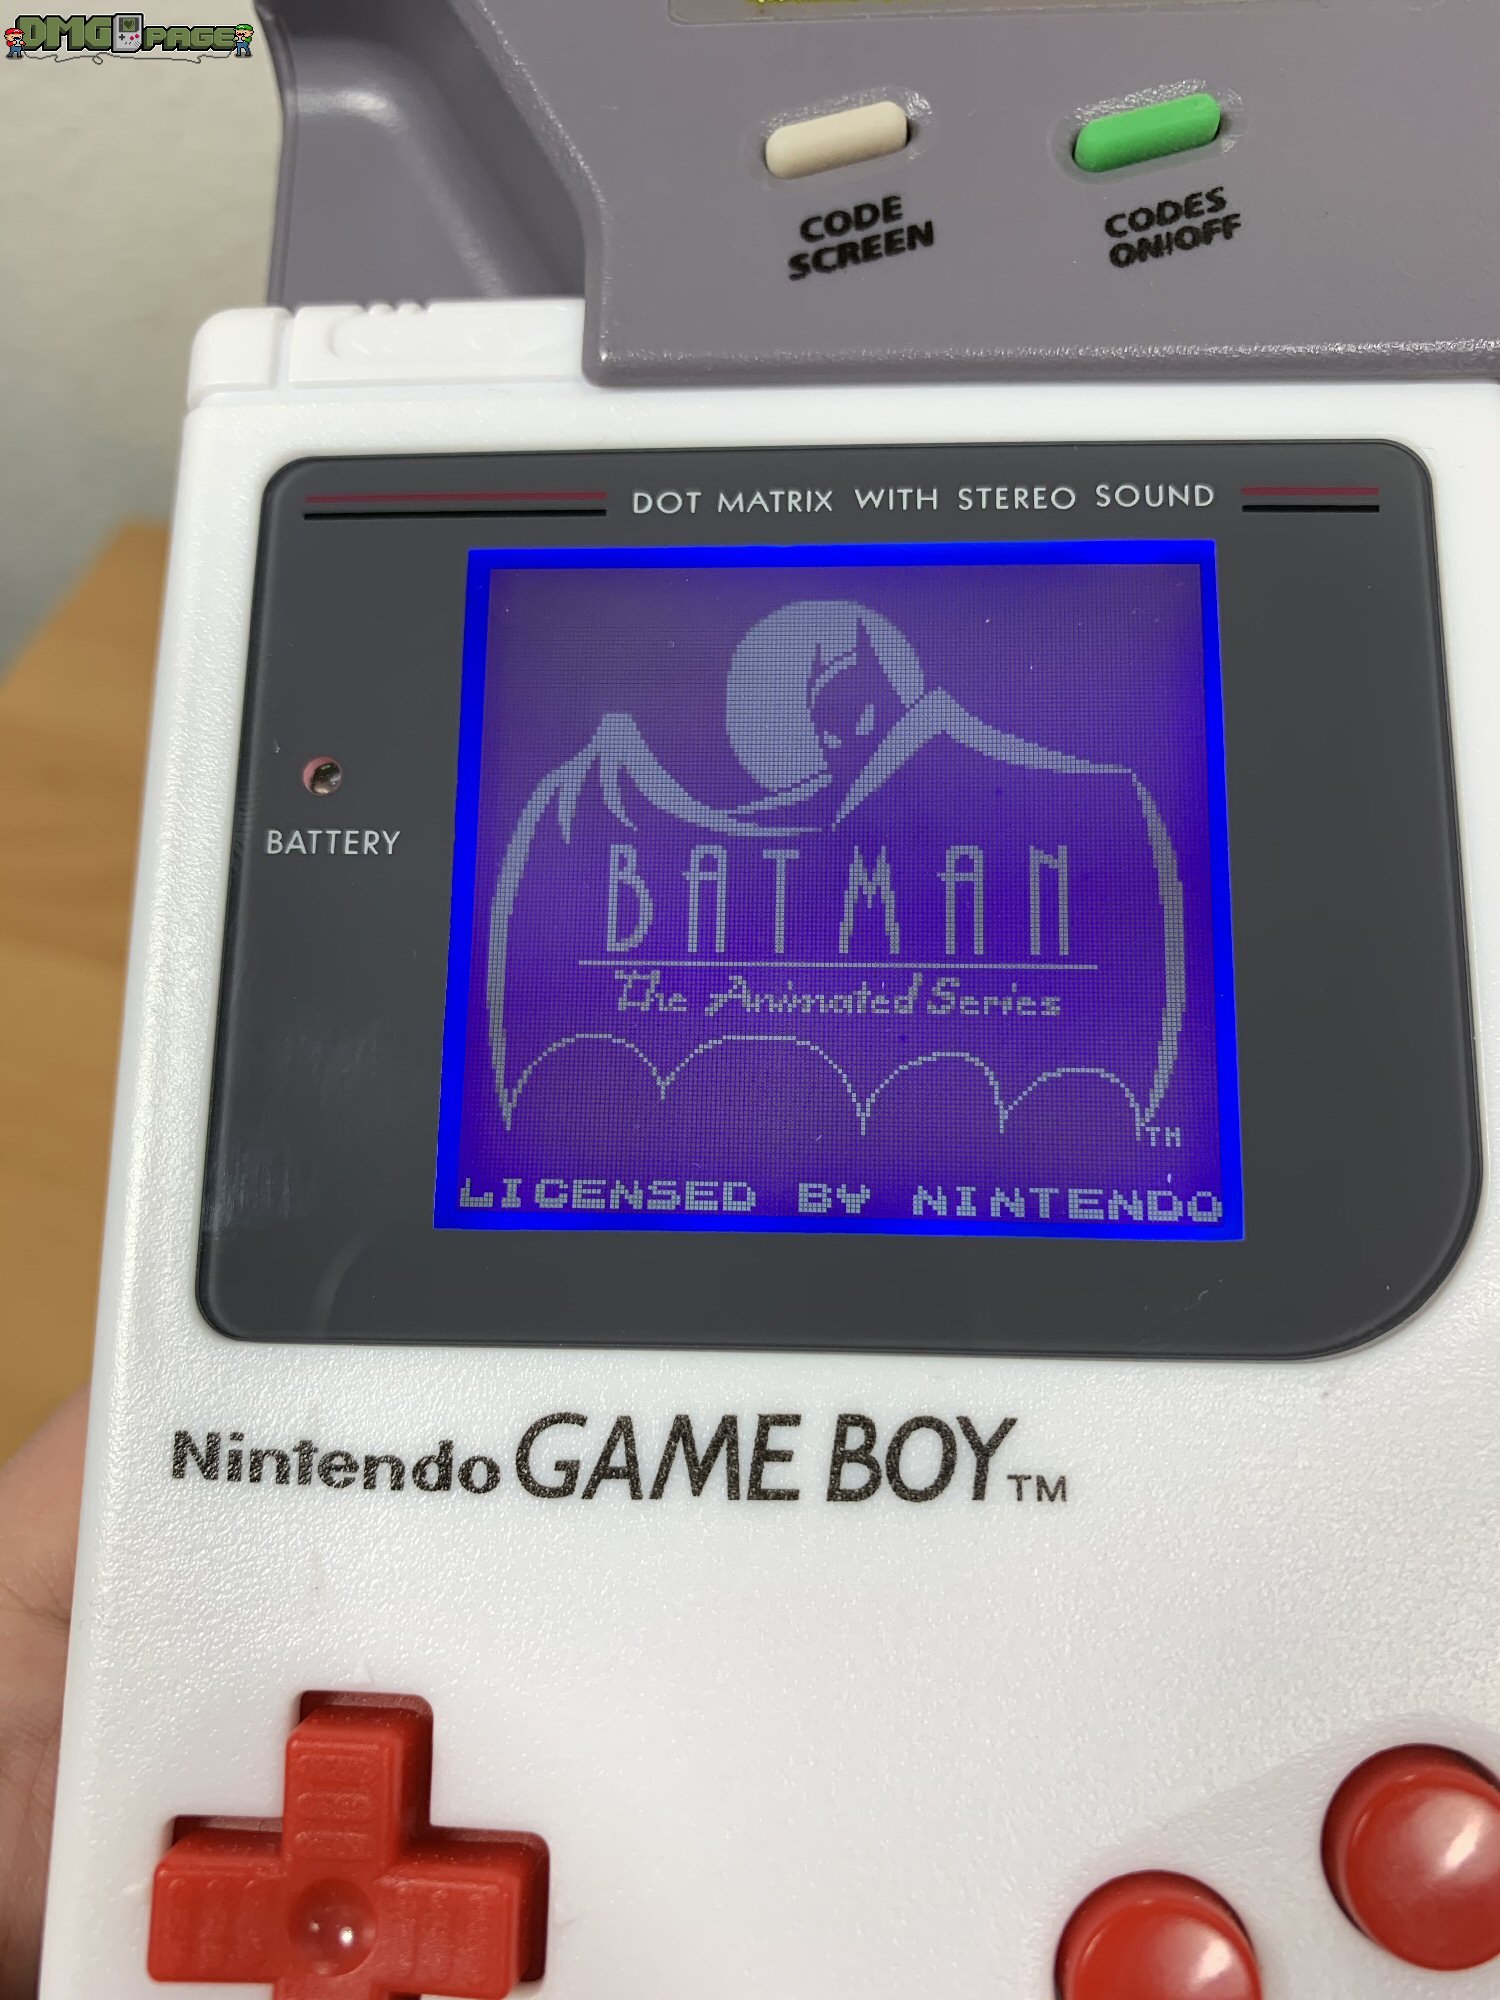 DMG PAGE
CODE
SCREEN
CODES
ON/OFF
DOT MATRIX WITH STEREO SOUND
BATTERY
BATMAN
The Animated Series
TM
LICENSED BY NINTENDO
Nintendo GAME BOY TM